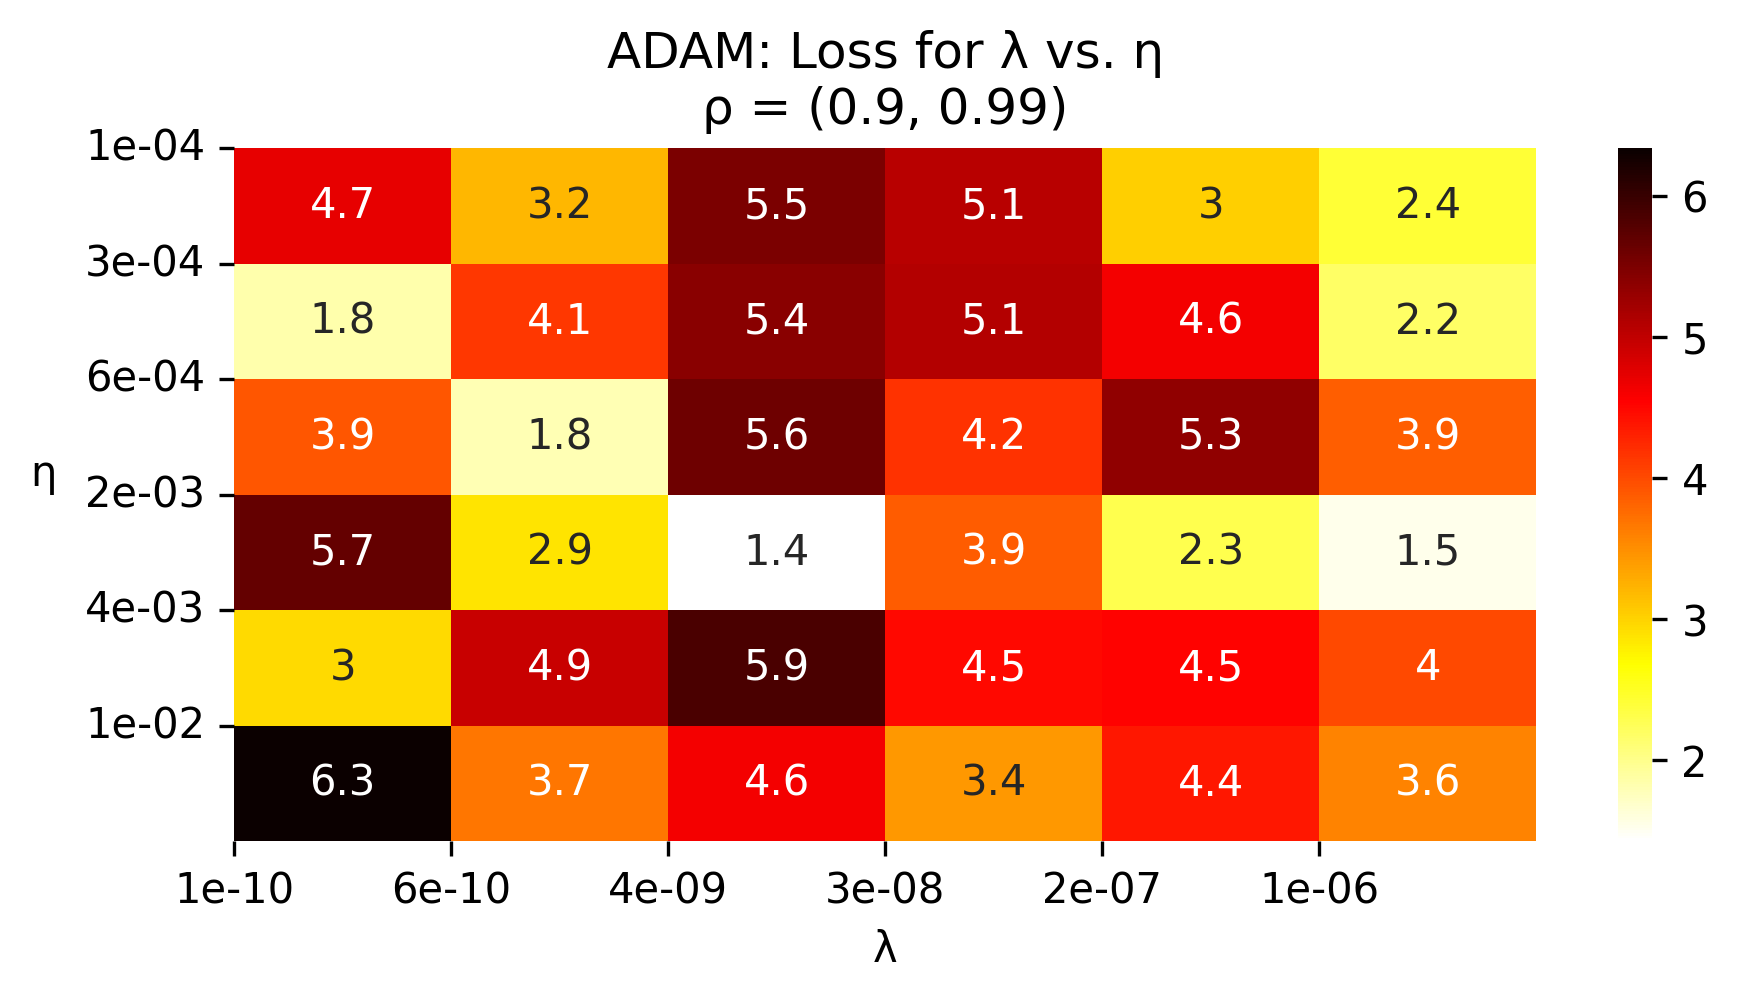 ADAM: Loss for λ vs. η
ρ = (0.9, 0.99)
1e-04
4.7 3.2 5.5 5.1 3 2.4
3e-04
1.8 4.1 5.4 5.1 4.6 2.2
6e-04
3.9 1.8 5.6 4.2 5.3 3.9
η
2e-03
5.7 2.9 1.4 3.9 2.3 1.5
4e-03
3 4.9 5.9 4.5 4.5 4
1e-02
6.3 3.7 4.6 3.4 4.4 3.6
1e-10 6e-10 4e-09 3e-08 2e-07 1e-06
λ
6
5
4
3
2